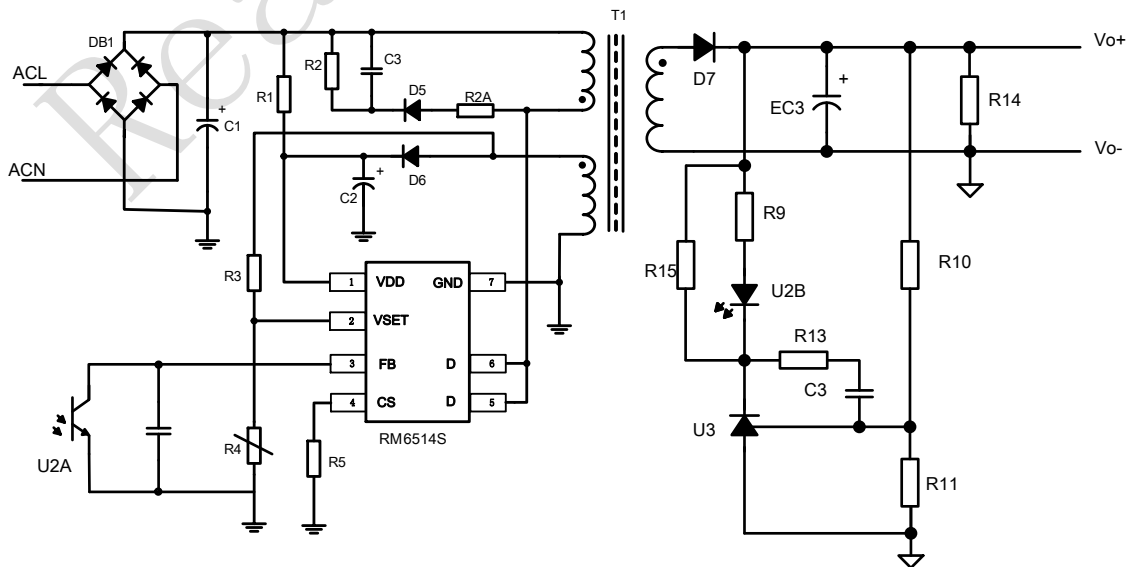 T1
DB1
ACL
ACN
C1
R1
R2
C3
D5
R2A
C2
D6
R3
1 VDD GND 7
2 VSET
3 FB D 6
4 CS D 5
RM6514S
U2A
R4
R5
D7
Vo+
EC3
R14
Vo-
R9
R15
R10
U2B
R13
C3
U3
R11